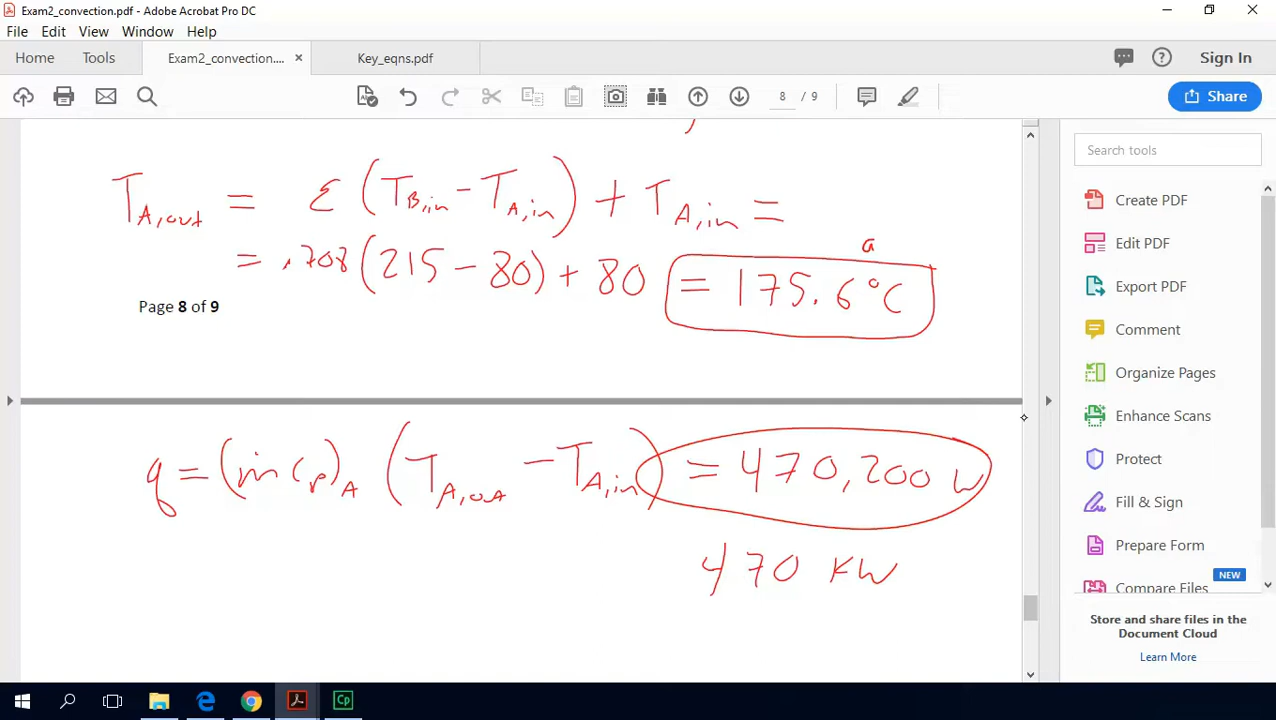 Exam2_convection.pdf - Adobe Acrobat Pro DC
File Edit View Window Help
Home Tools Exam2_convection.... × Key_eqns.pdf Sign In
8 / 9 Share
Search tools
T_A,out = ε (T_B,in - T_A,in) + T_A,in =
a
= .708 (215 - 80) + 80 = 175.6°C
Page 8 of 9
q = (ṁ Cp)_A (T_A,out - T_A,in) = 470,200 W
470 KW
Create PDF
Edit PDF
Export PDF
Comment
Organize Pages
Enhance Scans
Protect
Fill & Sign
Prepare Form
NEW
Compare Files
Store and share files in the
Document Cloud
Learn More
Cp